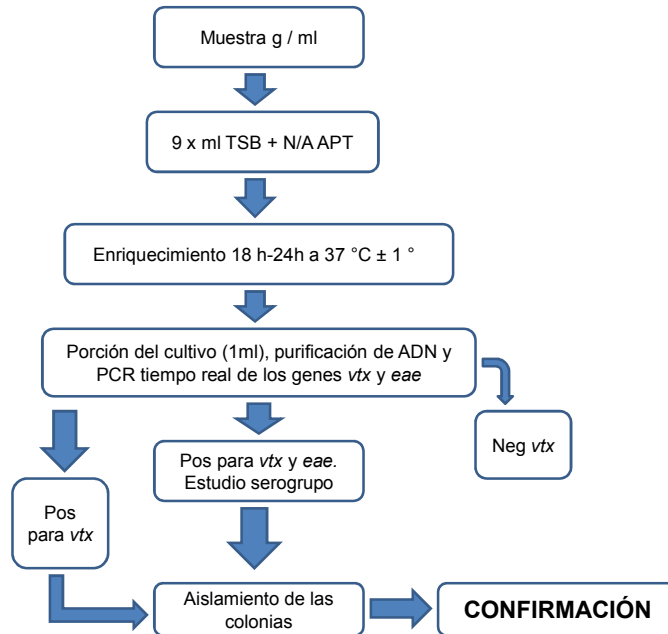 Muestra g / ml
9 x ml TSB + N/A APT
Enriquecimiento 18 h-24h a 37 °C ± 1 °
Porción del cultivo (1ml), purificación de ADN y
PCR tiempo real de los genes vtx y eae
Neg vtx
Pos para vtx y eae.
Estudio serogrupo
Pos
para vtx
Aislamiento de las
colonias
CONFIRMACIÓN